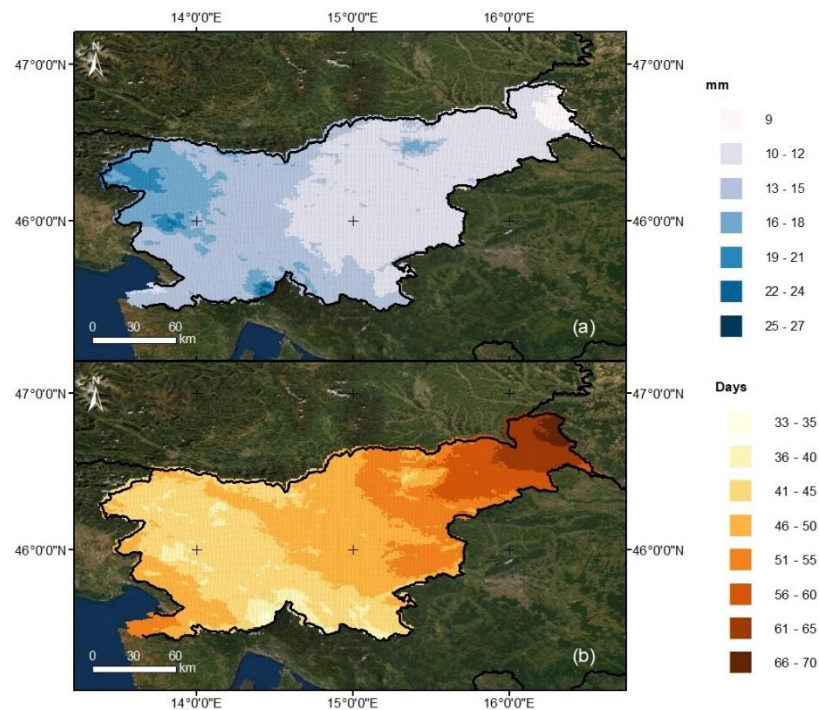 14°0'0"E 15°0'0"E 16°0'0"E
N
47°0'0"N 47°0'0"N
46°0'0"N 46°0'0"N
0 30 60
km
(a)
mm
9
10 - 12
13 - 15
16 - 18
19 - 21
22 - 24
25 - 27
N
47°0'0"N 47°0'0"N
46°0'0"N 46°0'0"N
0 30 60
km
(b)
14°0'0"E 15°0'0"E 16°0'0"E
Days
33 - 35
36 - 40
41 - 45
46 - 50
51 - 55
56 - 60
61 - 65
66 - 70